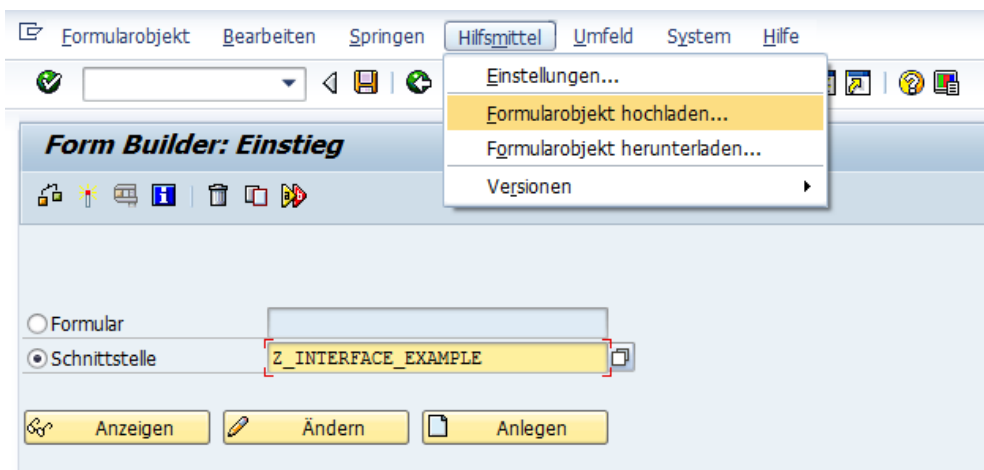 Formularobjekt Bearbeiten Springen Hilfsmittel Umfeld System Hilfe
Einstellungen...
Formularobjekt hochladen...
Formularobjekt herunterladen...
Versionen
Form Builder: Einstieg
Formular
Schnittstelle Z_INTERFACE_EXAMPLE
Anzeigen Ändern Anlegen